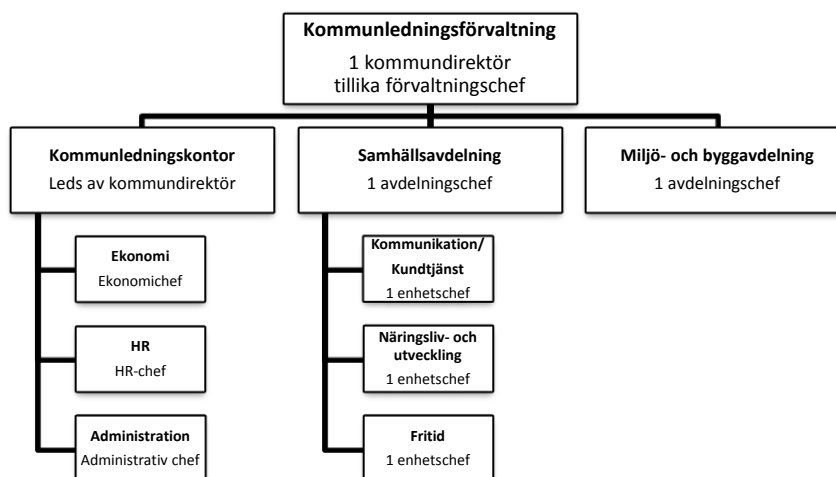 Kommunledningsförvaltning
1 kommundirektör
tillika förvaltningschef
Kommunledningskontor
Leds av kommundirektör
Samhällsavdelning
1 avdelningschef
Miljö- och byggavdelning
1 avdelningschef
Ekonomi
Ekonomichef
HR
HR-chef
Administration
Administrativ chef
Kommunikation/
Kundtjänst
1 enhetschef
Näringsliv- och
utveckling
1 enhetschef
Fritid
1 enhetschef